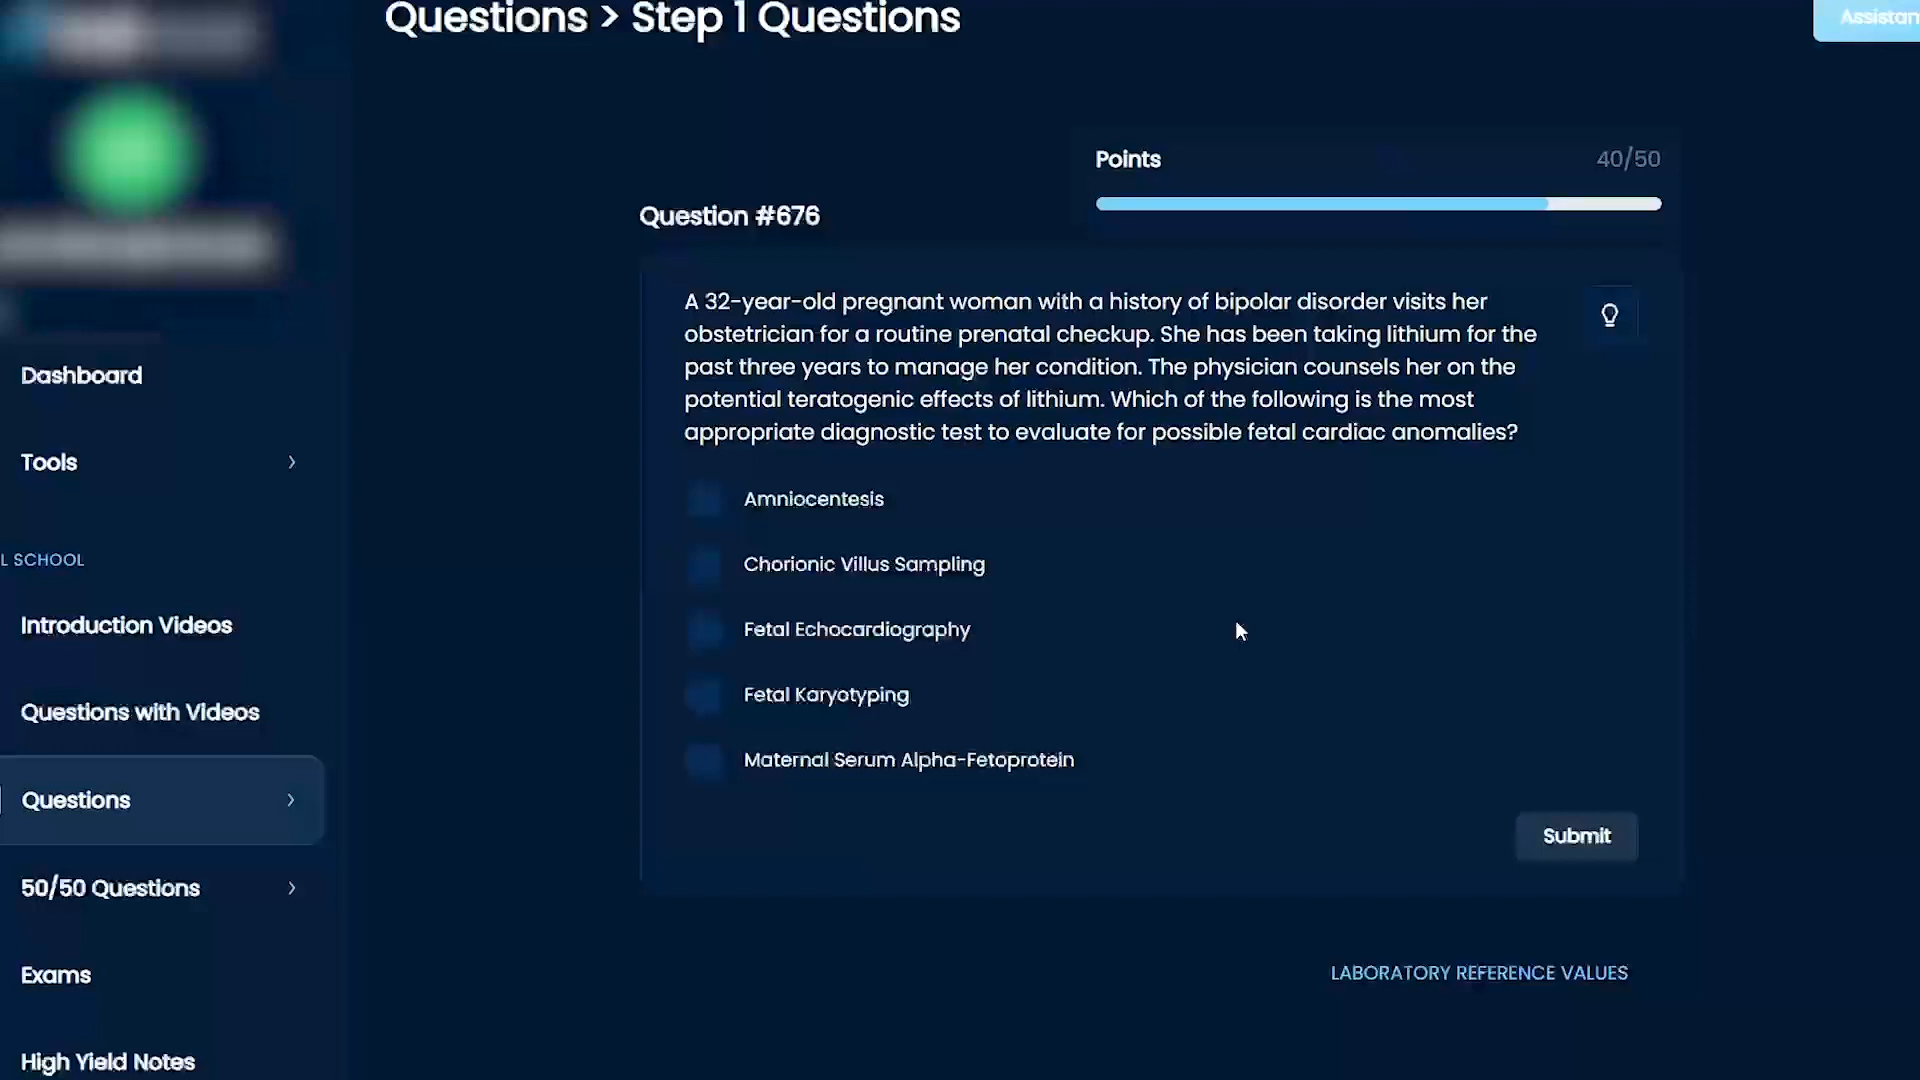 Questions > Step 1 Questions
Assistan
Points
40/50
Question #676
A 32-year-old pregnant woman with a history of bipolar disorder visits her
obstetrician for a routine prenatal checkup. She has been taking lithium for the
past three years to manage her condition. The physician counsels her on the
potential teratogenic effects of lithium. Which of the following is the most
appropriate diagnostic test to evaluate for possible fetal cardiac anomalies?
Amniocentesis
Chorionic Villus Sampling
Fetal Echocardiography
Fetal Karyotyping
Maternal Serum Alpha-Fetoprotein
Submit
LABORATORY REFERENCE VALUES
Dashboard
Tools
L SCHOOL
Introduction Videos
Questions with Videos
Questions
50/50 Questions
Exams
High Yield Notes